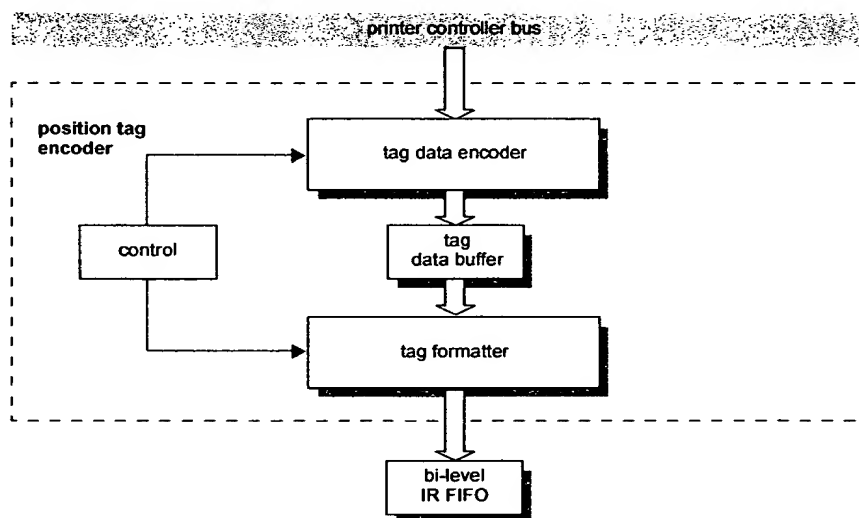 printer controller bus
position tag
encoder
tag data encoder
control
tag
data buffer
tag formatter
bi-level
IR FIFO